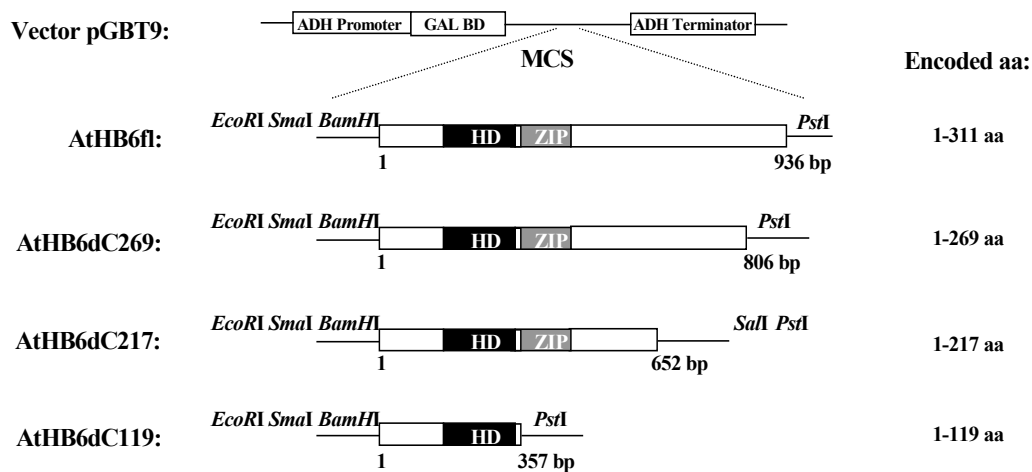 Vector pGBT9:
ADH Promoter GAL BD ADH Terminator
MCS
Encoded aa:
EcoRI SmaI BamHI
PstI
AtHB6fl:
HD ZIP
1-311 aa
1
936 bp
EcoRI SmaI BamHI
PstI
AtHB6dC269:
HD ZIP
1-269 aa
1
806 bp
EcoRI SmaI BamHI
SalI PstI
AtHB6dC217:
HD ZIP
1-217 aa
1
652 bp
EcoRI SmaI BamHI
PstI
AtHB6dC119:
HD
1-119 aa
1
357 bp